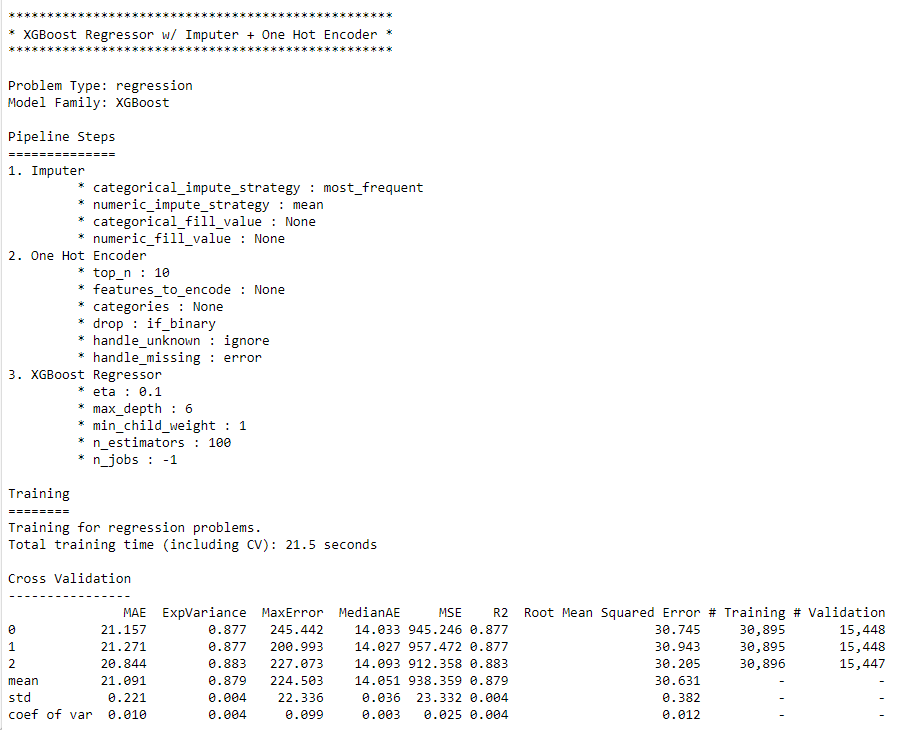 **************************************************
* XGBoost Regressor w/ Imputer + One Hot Encoder *
**************************************************
Problem Type: regression
Model Family: XGBoost
Pipeline Steps
==============
1. Imputer
* categorical_impute_strategy : most_frequent
* numeric_impute_strategy : mean
* categorical_fill_value : None
* numeric_fill_value : None
2. One Hot Encoder
* top_n : 10
* features_to_encode : None
* categories : None
* drop : if_binary
* handle_unknown : ignore
* handle_missing : error
3. XGBoost Regressor
* eta : 0.1
* max_depth : 6
* min_child_weight : 1
* n_estimators : 100
* n_jobs : -1
Training
========
Training for regression problems.
Total training time (including CV): 21.5 seconds
Cross Validation
----------------
MAE ExpVariance MaxError MedianAE MSE R2 Root Mean Squared Error # Training # Validation
0 21.157 0.877 245.442 14.033 945.246 0.877 30.745 30,895 15,448
1 21.271 0.877 200.993 14.027 957.472 0.877 30.943 30,895 15,448
2 20.844 0.883 227.073 14.093 912.358 0.883 30.205 30,896 15,447
mean 21.091 0.879 224.503 14.051 938.359 0.879 30.631 - -
std 0.221 0.004 22.336 0.036 23.332 0.004 0.382 - -
coef of var 0.010 0.004 0.099 0.003 0.025 0.004 0.012 - -